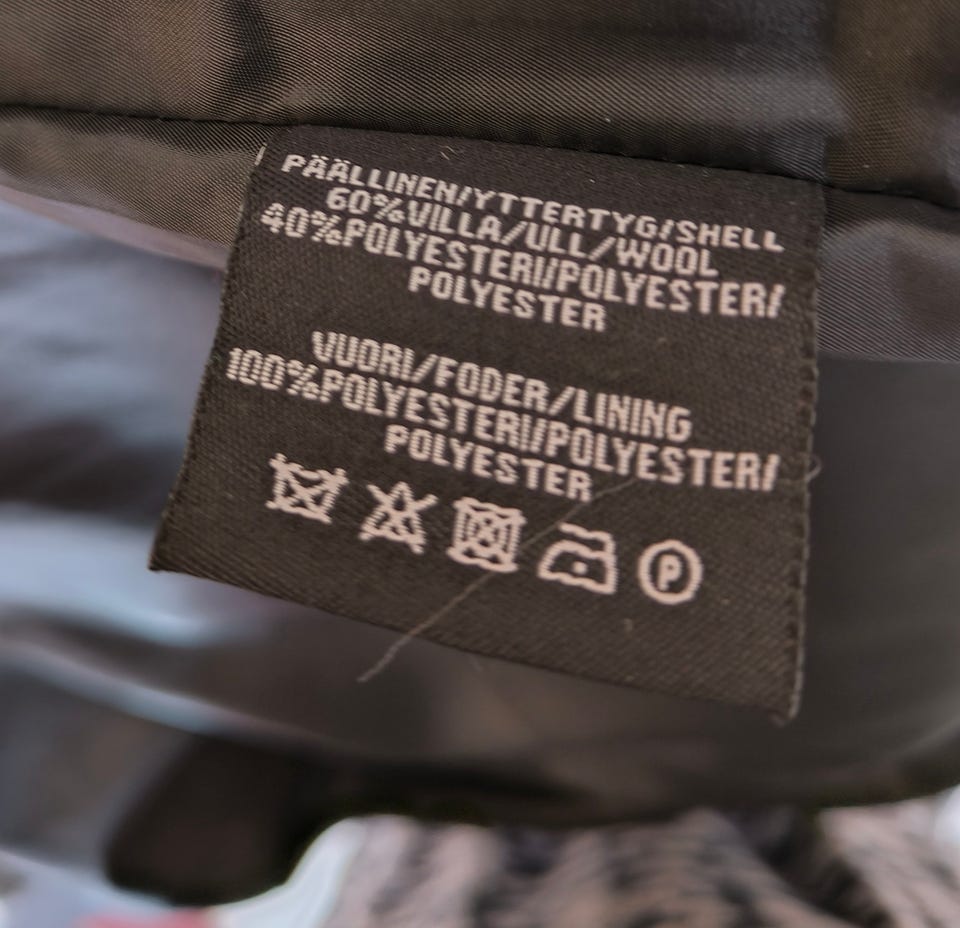 PÄÄLLINEN/YTTERTYG/SHELL
60%VILLA/ULL/WOOL
40%POLYESTERI/POLYESTER/
POLYESTER
VUORI/FODER/LINING
100%POLYESTERI/POLYESTER/
POLYESTER
P